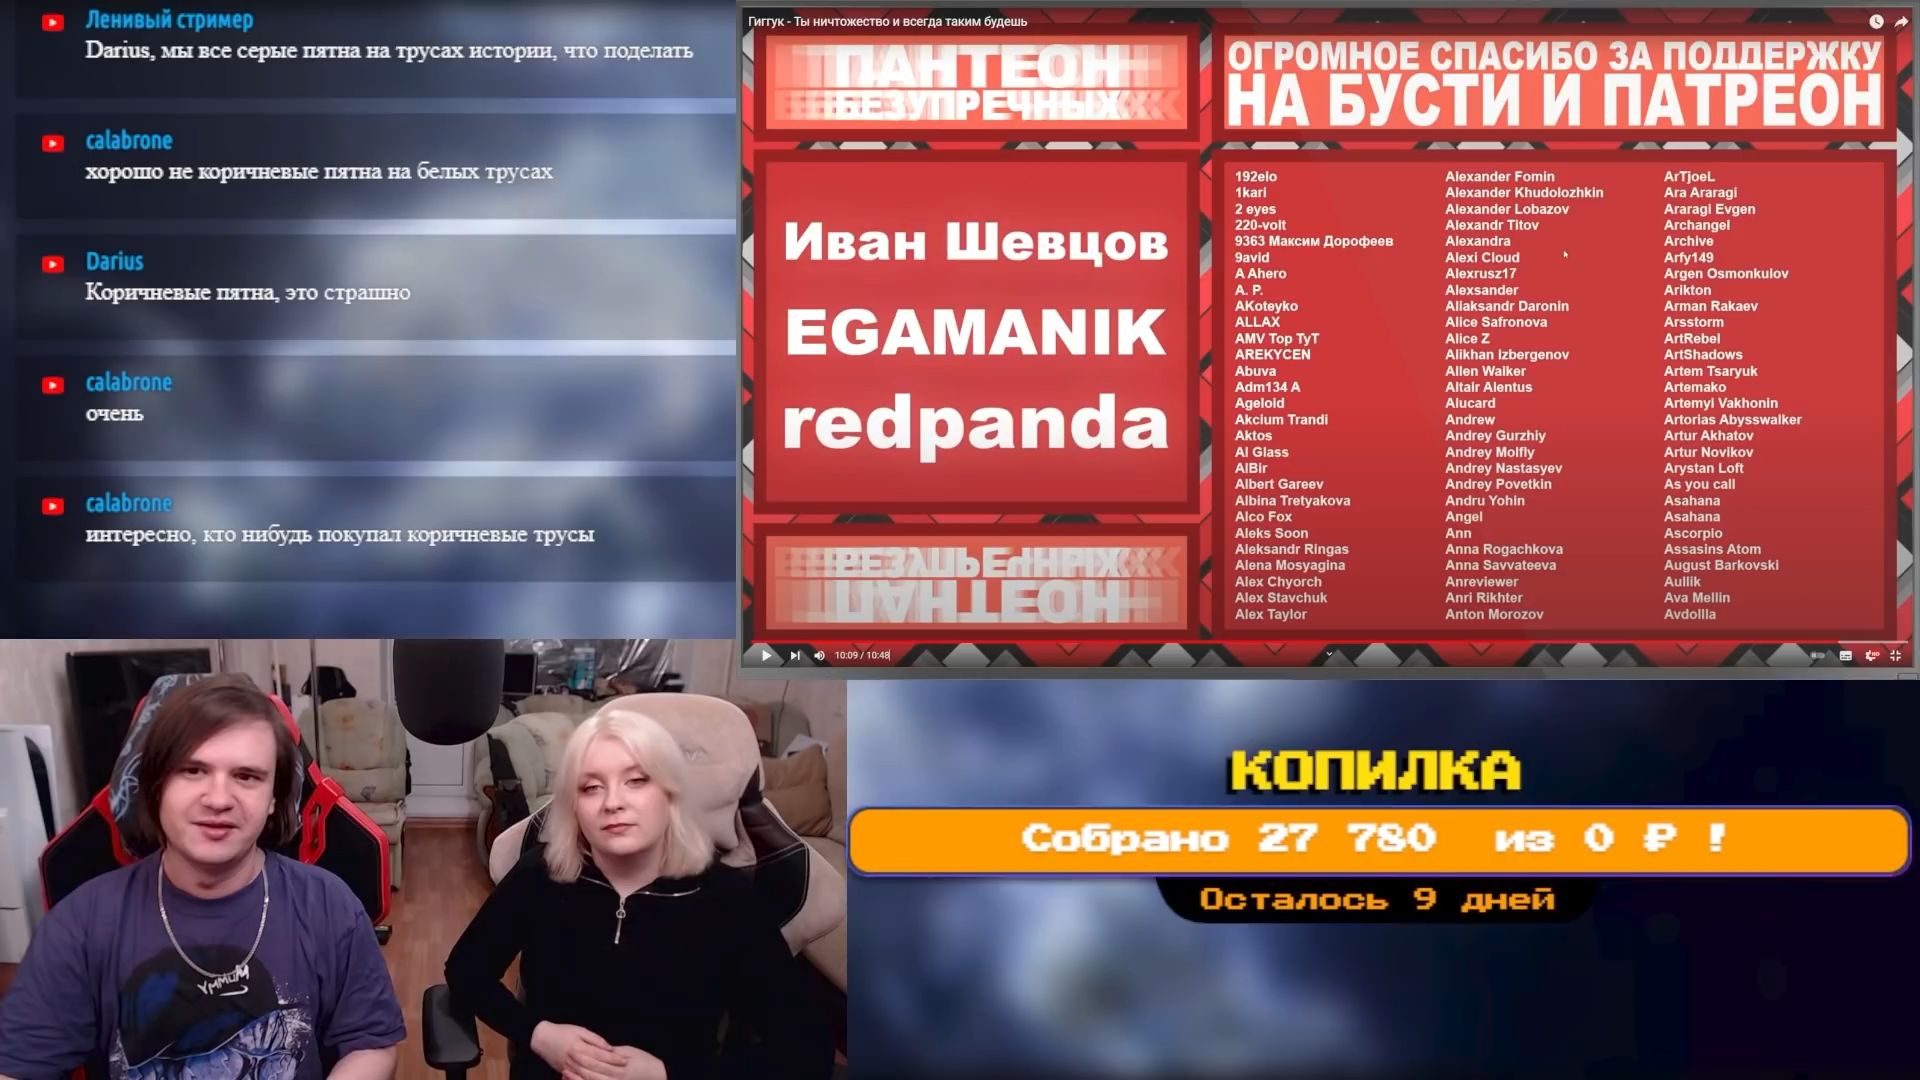 Ленивый стример
Darius, мы все серые пятна на трусах истории, что поделать
calabrone
хорошо не коричневые пятна на белых трусах
Darius
Коричневые пятна, это страшно
calabrone
очень
calabrone
интересно, кто нибудь покупал коричневые трусы
Гиггук - Ты ничтожество и всегда таким будешь
ПАНТЕОН
БЕЗУПРЕЧНЫХ
Иван Шевцов
EGAMANIK
redpanda
ОГРОМНОЕ СПАСИБО ЗА ПОДДЕРЖКУ
НА БУСТИ И ПАТРЕОН
192elo
1kari
2 eyes
220-volt
9363 Максим Дорофеев
9avid
A Ahero
A. P.
AKoteyko
ALLAX
AMV Top TyT
AREKYCEN
Abuva
Adm134 A
Ageloid
Akcium Trandi
Aktos
Al Glass
AlBir
Albert Gareev
Albina Tretyakova
Alco Fox
Aleks Soon
Aleksandr Ringas
Alena Mosyagina
Alex Chyorch
Alex Stavchuk
Alex Taylor
Alexander Fomin
Alexander Khudolozhkin
Alexander Lobazov
Alexandr Titov
Alexandra
Alexi Cloud
Alexrusz17
Alexsander
Aliaksandr Daronin
Alice Safronova
Alice Z
Alikhan Izbergenov
Allen Walker
Altair Alentus
Alucard
Andrew
Andrey Gurzhiy
Andrey Molfly
Andrey Nastasyev
Andrey Povetkin
Andru Yohin
Angel
Ann
Anna Rogachkova
Anna Savvateeva
Anreviewer
Anri Rikhter
Anton Morozov
ArTjoeL
Ara Araragi
Araragi Evgen
Archangel
Archive
Arfy149
Argen Osmonkulov
Arikton
Arman Rakaev
Arsstorm
ArtRebel
ArtShadows
Artem Tsaryuk
Artemako
Artemyi Vakhonin
Artorias Abysswalker
Artur Akhatov
Artur Novikov
Arystan Loft
As you call
Asahana
Asahana
Ascorpio
Assasins Atom
August Barkovski
Aullik
Ava Mellin
Avdollla
10:09 / 10:48
КОПИЛКА
Собрано 27 780 из 0 ₽ !
Осталось 9 дней